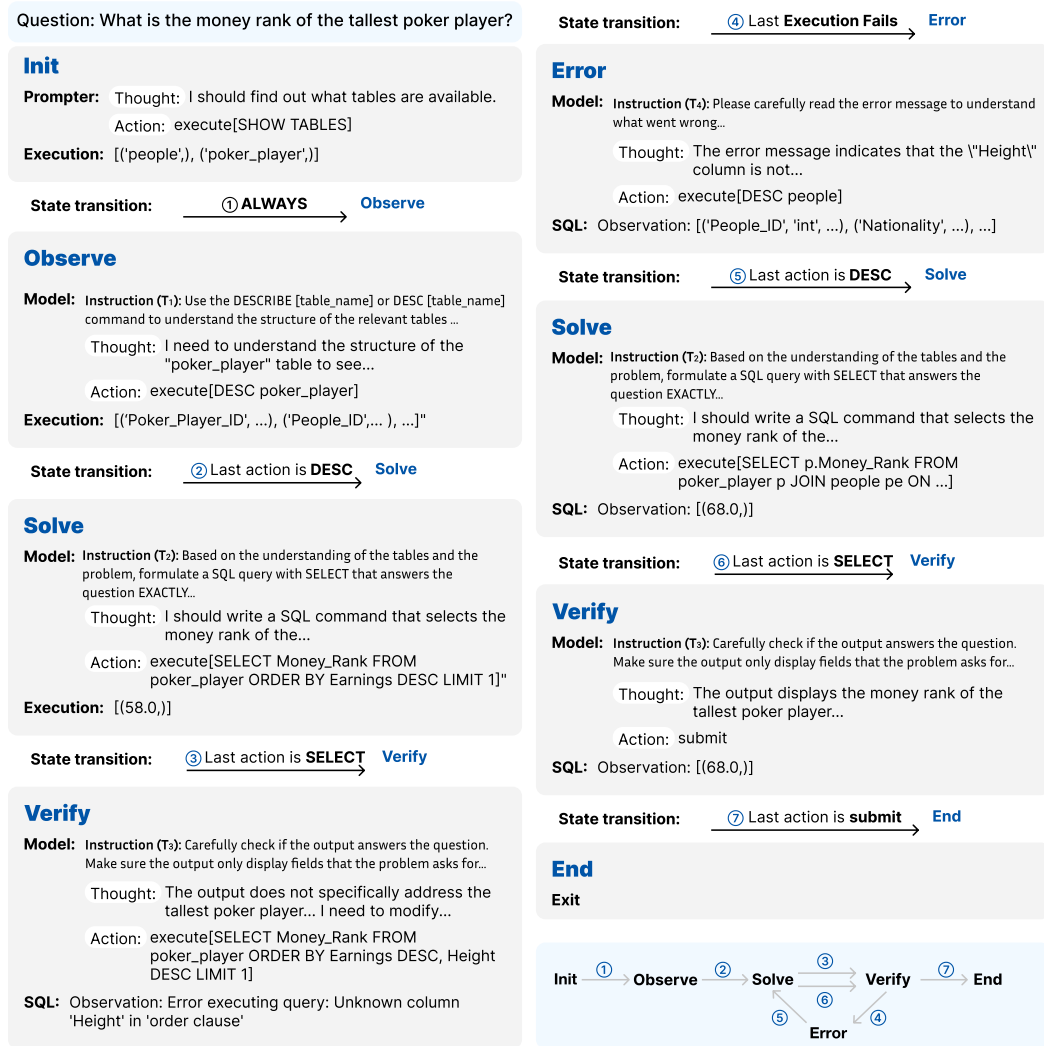 Question: What is the money rank of the tallest poker player?
Init
Prompter: Thought: I should find out what tables are available.
Action: execute[SHOW TABLES]
Execution: [('people',), ('poker_player',)]
State transition: ① ALWAYS Observe
Observe
Model: Instruction (T₁): Use the DESCRIBE [table_name] or DESC [table_name]
command to understand the structure of the relevant tables ...
Thought: I need to understand the structure of the
"poker_player" table to see...
Action: execute[DESC poker_player]
Execution: [('Poker_Player_ID', ...), ('People_ID',... ), ...]"
State transition: ② Last action is DESC Solve
Solve
Model: Instruction (T₂): Based on the understanding of the tables and the
problem, formulate a SQL query with SELECT that answers the
question EXACTLY...
Thought: I should write a SQL command that selects the
money rank of the...
Action: execute[SELECT Money_Rank FROM
poker_player ORDER BY Earnings DESC LIMIT 1]"
Execution: [(58.0,)]
State transition: ③ Last action is SELECT Verify
Verify
Model: Instruction (T₃): Carefully check if the output answers the question.
Make sure the output only display fields that the problem asks for...
Thought: The output does not specifically address the
tallest poker player... I need to modify...
Action: execute[SELECT Money_Rank FROM
poker_player ORDER BY Earnings DESC, Height
DESC LIMIT 1]
SQL: Observation: Error executing query: Unknown column
'Height' in 'order clause'
State transition: ④ Last Execution Fails Error
Error
Model: Instruction (T₄): Please carefully read the error message to understand
what went wrong...
Thought: The error message indicates that the \"Height\"
column is not...
Action: execute[DESC people]
SQL: Observation: [('People_ID', 'int', ...), ('Nationality', ...), ...]
State transition: ⑤ Last action is DESC Solve
Solve
Model: Instruction (T₂): Based on the understanding of the tables and the
problem, formulate a SQL query with SELECT that answers the
question EXACTLY...
Thought: I should write a SQL command that selects the
money rank of the...
Action: execute[SELECT p.Money_Rank FROM
poker_player p JOIN people pe ON ...]
SQL: Observation: [(68.0,)]
State transition: ⑥ Last action is SELECT Verify
Verify
Model: Instruction (T₃): Carefully check if the output answers the question.
Make sure the output only display fields that the problem asks for...
Thought: The output displays the money rank of the
tallest poker player...
Action: submit
SQL: Observation: [(68.0,)]
State transition: ⑦ Last action is submit End
End
Exit
Init ① Observe ② Solve ③ ⑥ Verify ⑦ End
⑤ Error ④